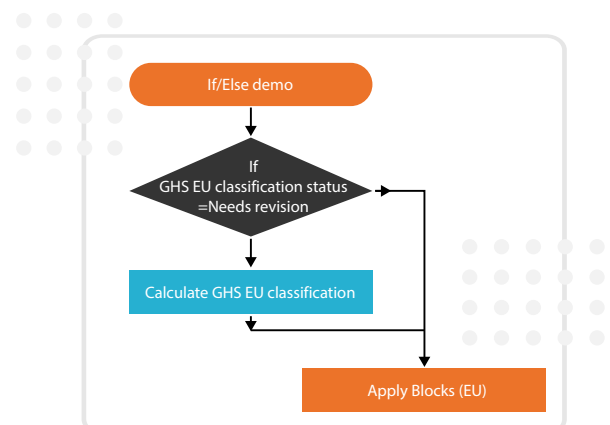 If/Else demo
If
GHS EU classification status
=Needs revision
Calculate GHS EU classification
Apply Blocks (EU)